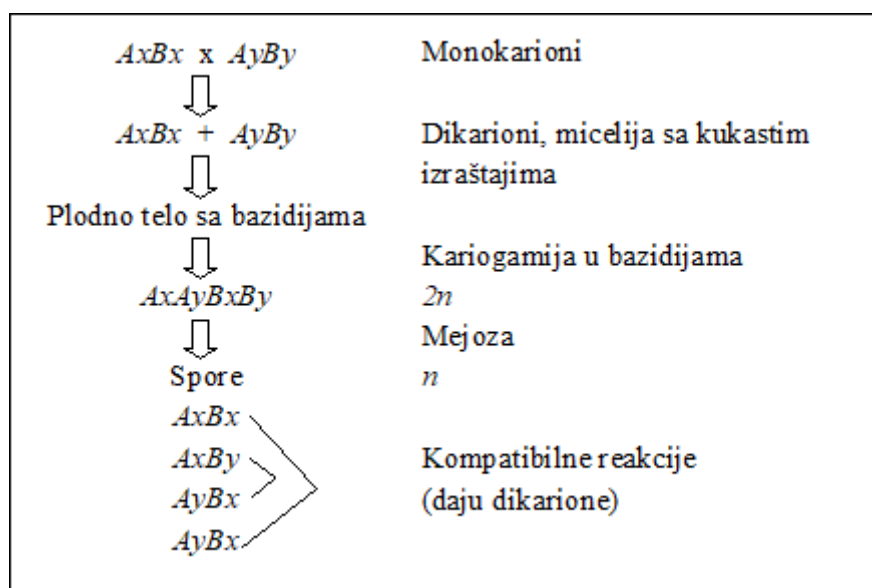 AxBx x AyBy Monokarioni
AxBx + AyBy Dikarioni, micelija sa kukastim
izraštajima
Plodno telo sa bazidijama
Kariogamija u bazidijama
AxAyBxBy 2n
Mejoza
Spore n
AxBx
AxBy Kompatibilne reakcije
AyBx (daju dikarione)
AyBx